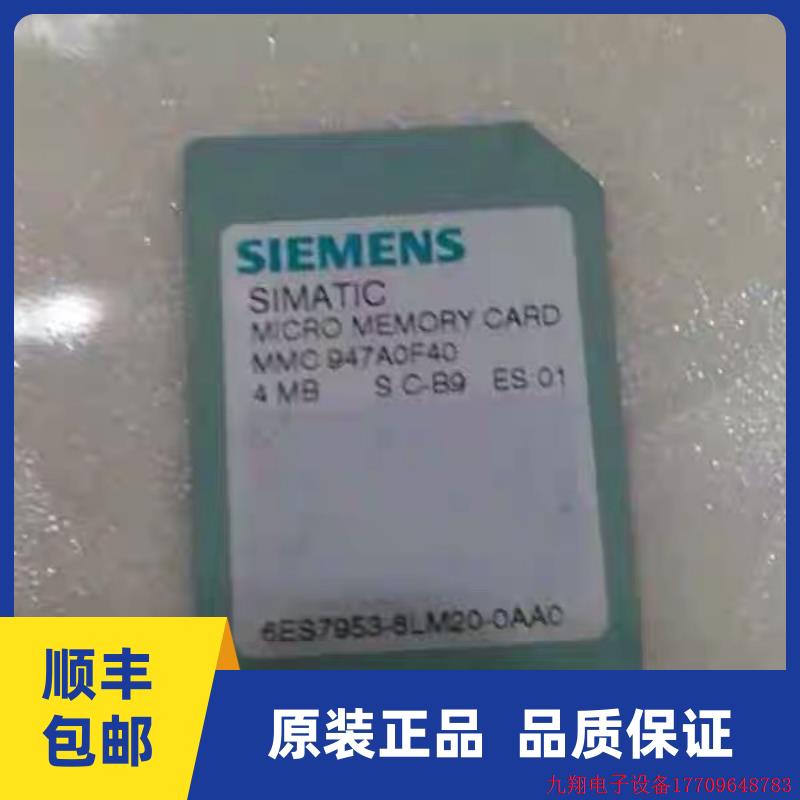 SIEMENS
SIMATIC
MICRO MEMORY CARD
MMC 947A0F40
4 MB S C-B9 ES 01
6ES7953-8LM20-0AA0
顺丰
包邮
原装正品 品质保证
九翔电子设备17709648783